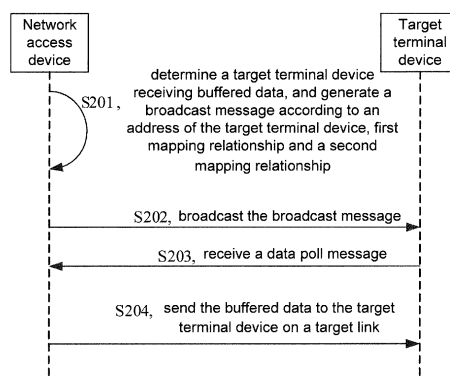 Network
access
device
Target
terminal
device
S201,
determine a target terminal device
receiving buffered data, and generate a
broadcast message according to an
address of the target terminal device, first
mapping relationship and a second
mapping relationship
S202, broadcast the broadcast message
S203, receive a data poll message
S204, send the buffered data to the target
terminal device on a target link